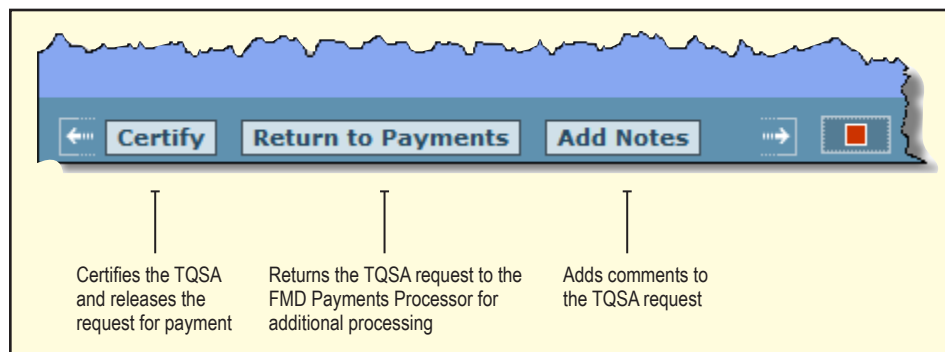 Certify Return to Payments Add Notes
Certifies the TQSA
and releases the
request for payment
Returns the TQSA request to the
FMD Payments Processor for
additional processing
Adds comments to
the TQSA request